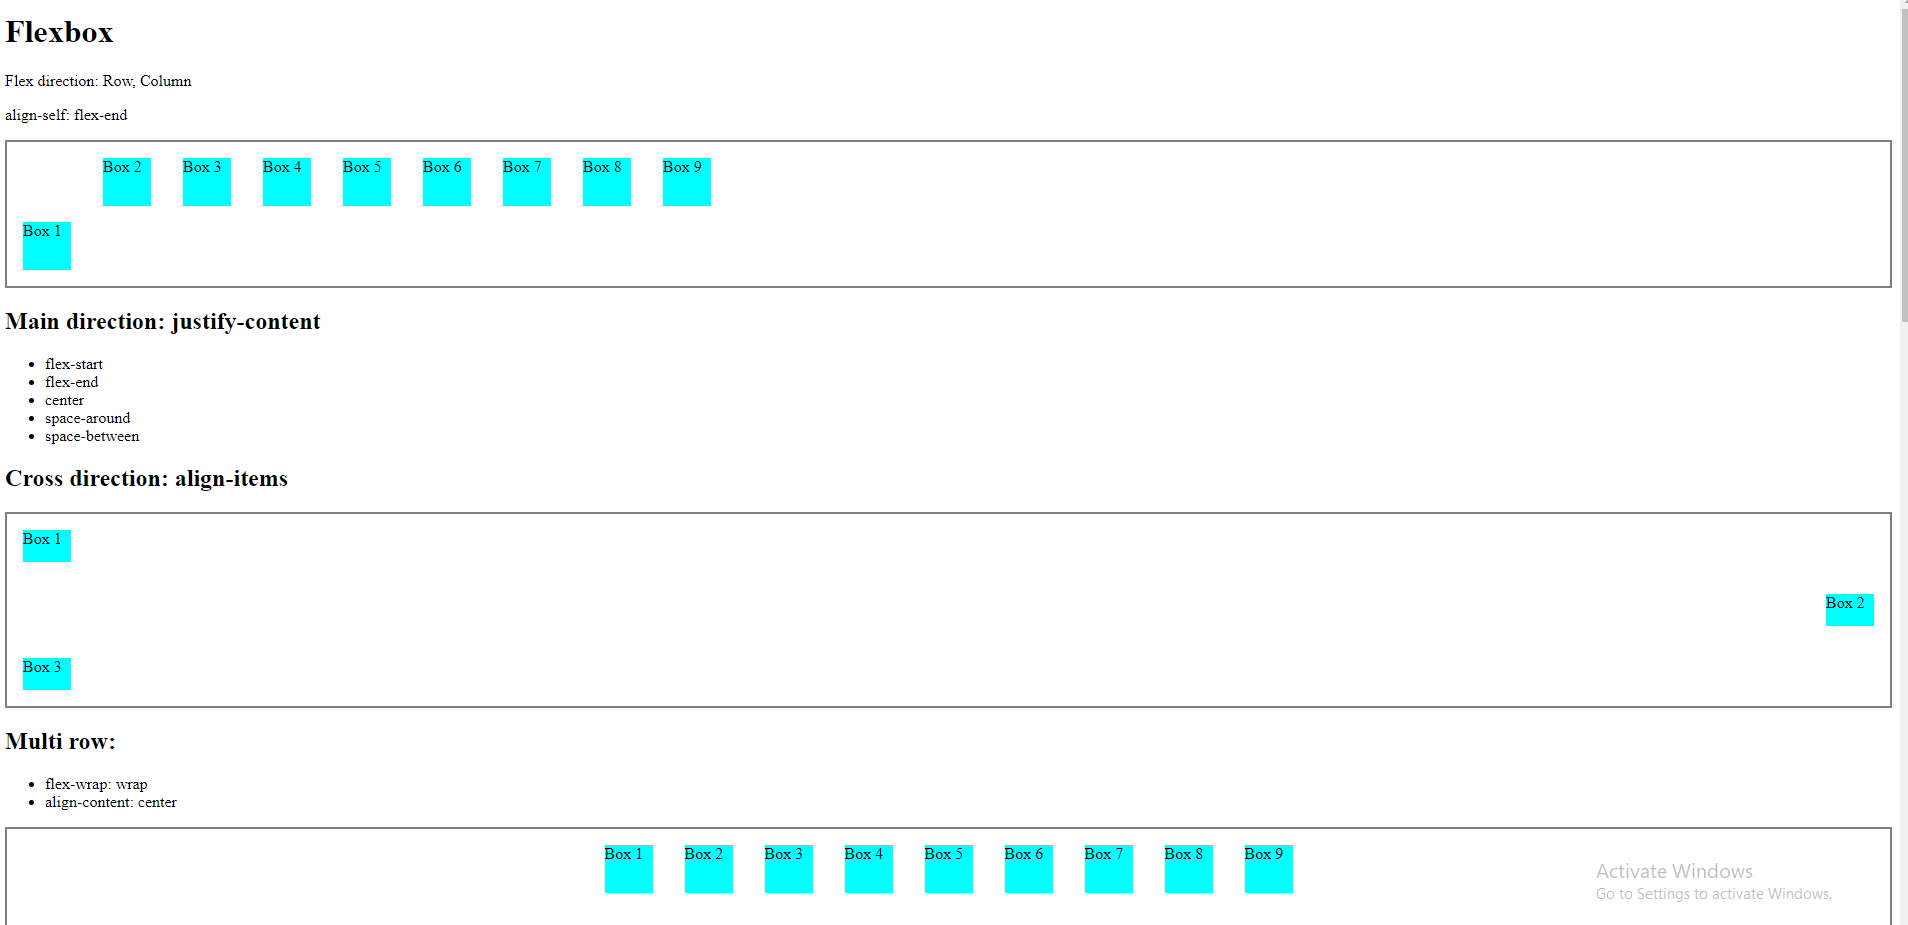 Flexbox
Flex direction: Row, Column
align-self: flex-end
Box 2 Box 3 Box 4 Box 5 Box 6 Box 7 Box 8 Box 9
Box 1
Main direction: justify-content
• flex-start
• flex-end
• center
• space-around
• space-between
Cross direction: align-items
Box 1
Box 2
Box 3
Multi row:
• flex-wrap: wrap
• align-content: center
Box 1 Box 2 Box 3 Box 4 Box 5 Box 6 Box 7 Box 8 Box 9
Activate Windows
Go to Settings to activate Windows.